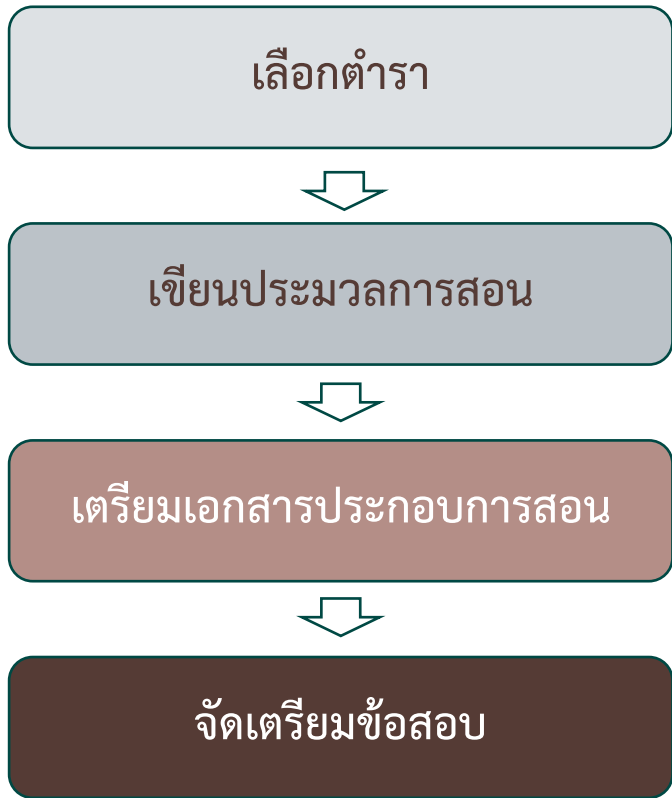 เลือกตำรา
เขียนประมวลการสอน
เตรียมเอกสารประกอบการสอน
จัดเตรียมข้อสอบ